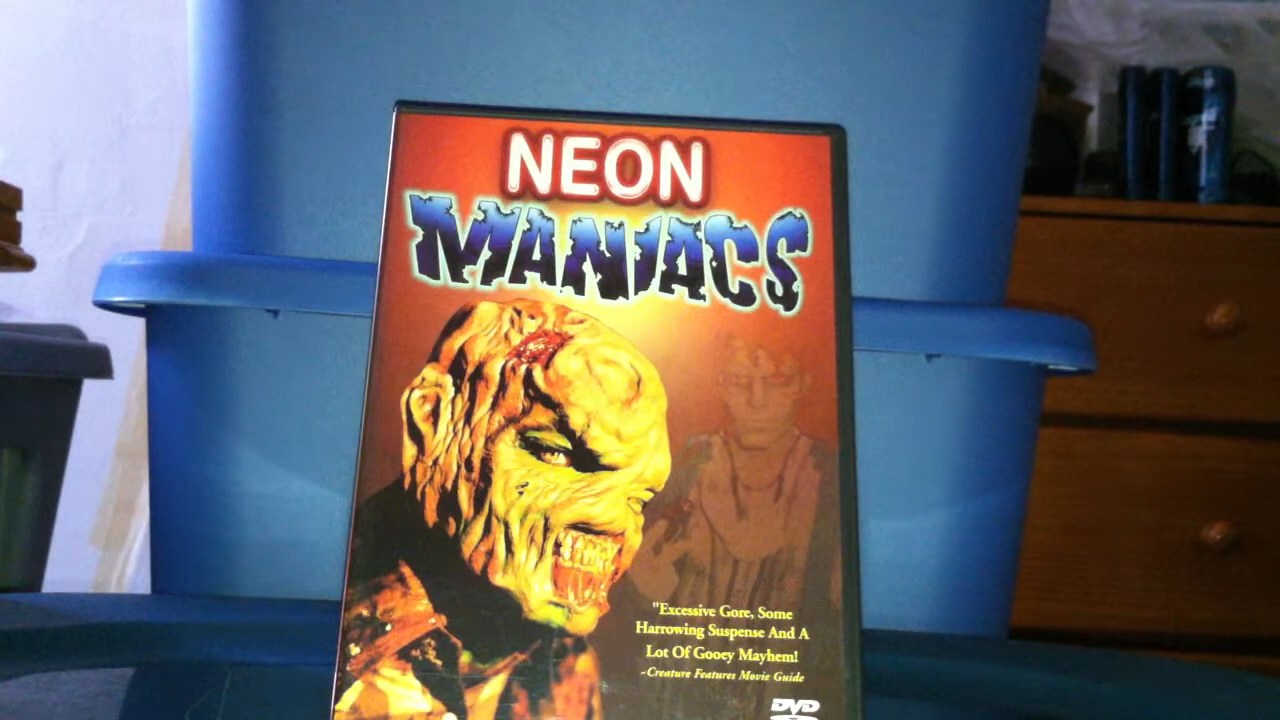 NEON
MANIACS
"Excessive Gore, Some
Harrowing Suspense And A
Lot Of Gooey Mayhem!
-Creature Features Movie Guide
DVD